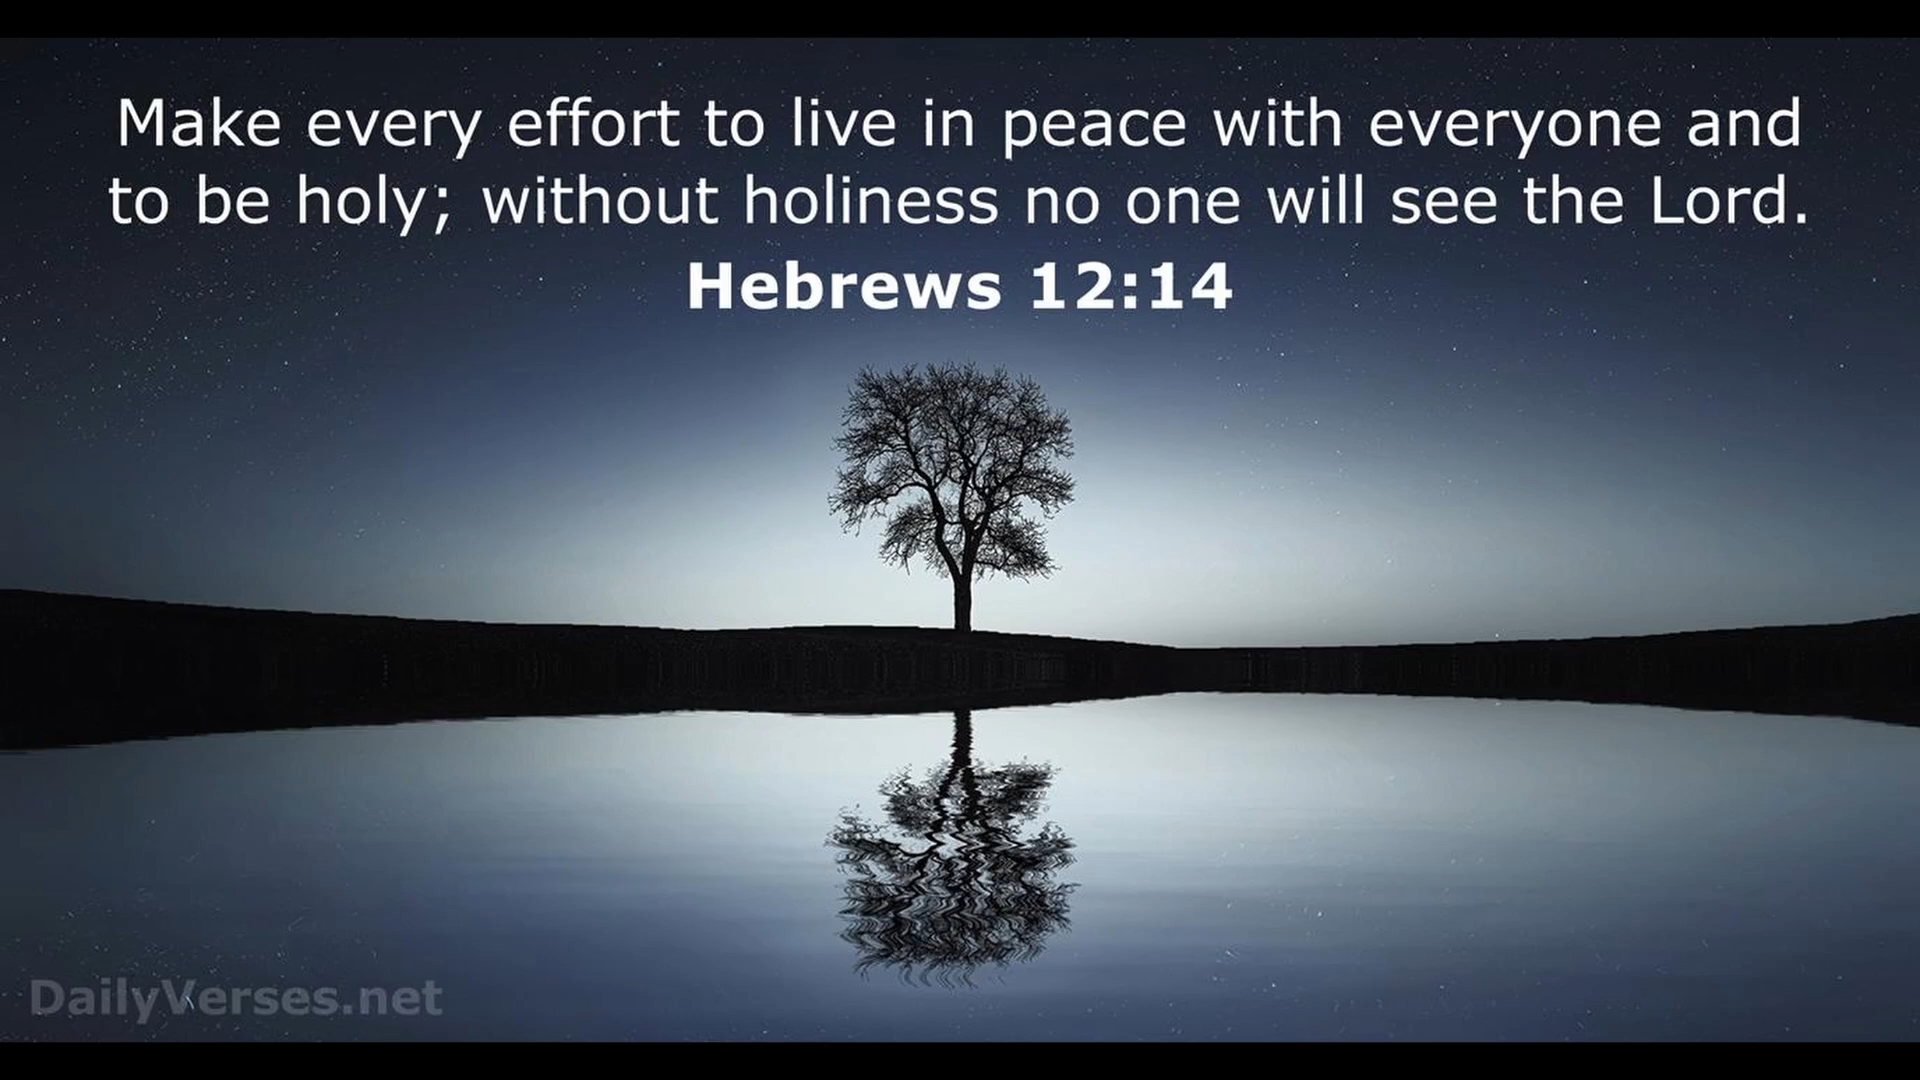 Make every effort to live in peace with everyone and
to be holy; without holiness no one will see the Lord.
Hebrews 12:14
DailyVerses.net